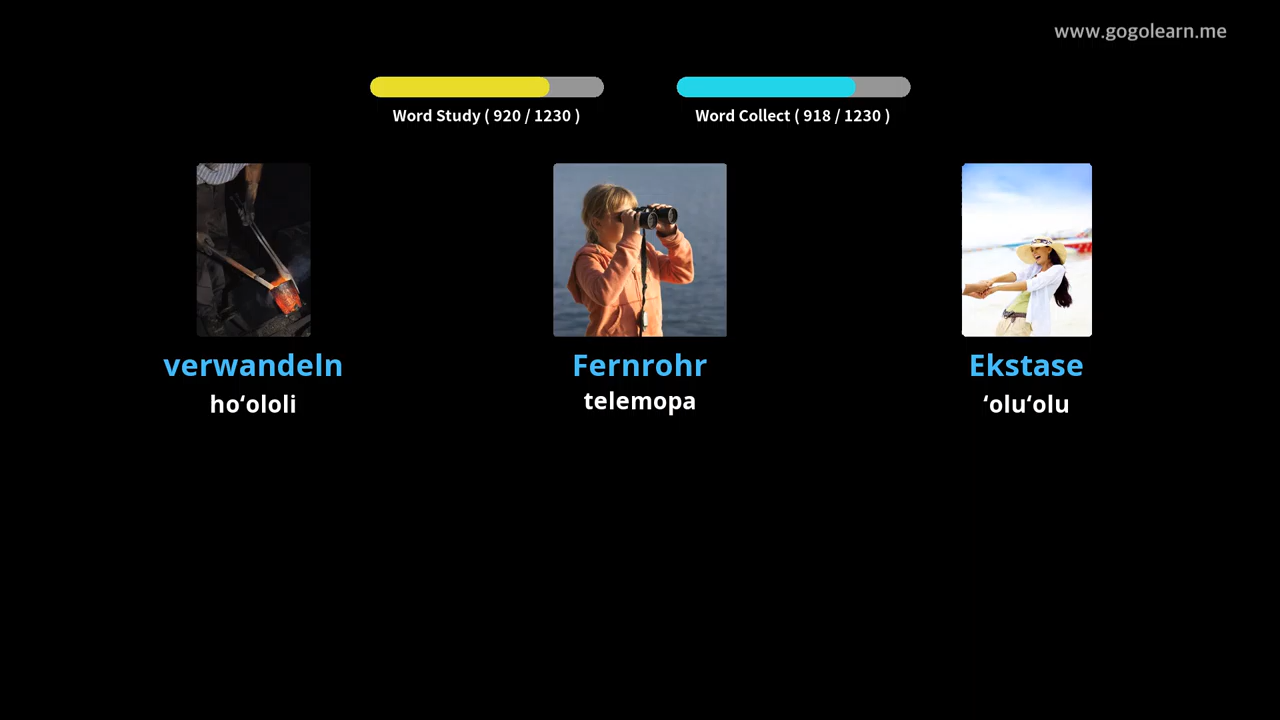 www.gogolearn.me
Word Study ( 920 / 1230 )
Word Collect ( 918 / 1230 )
verwandeln
hoʻololi
Fernrohr
telemopa
Ekstase
ʻoluʻolu